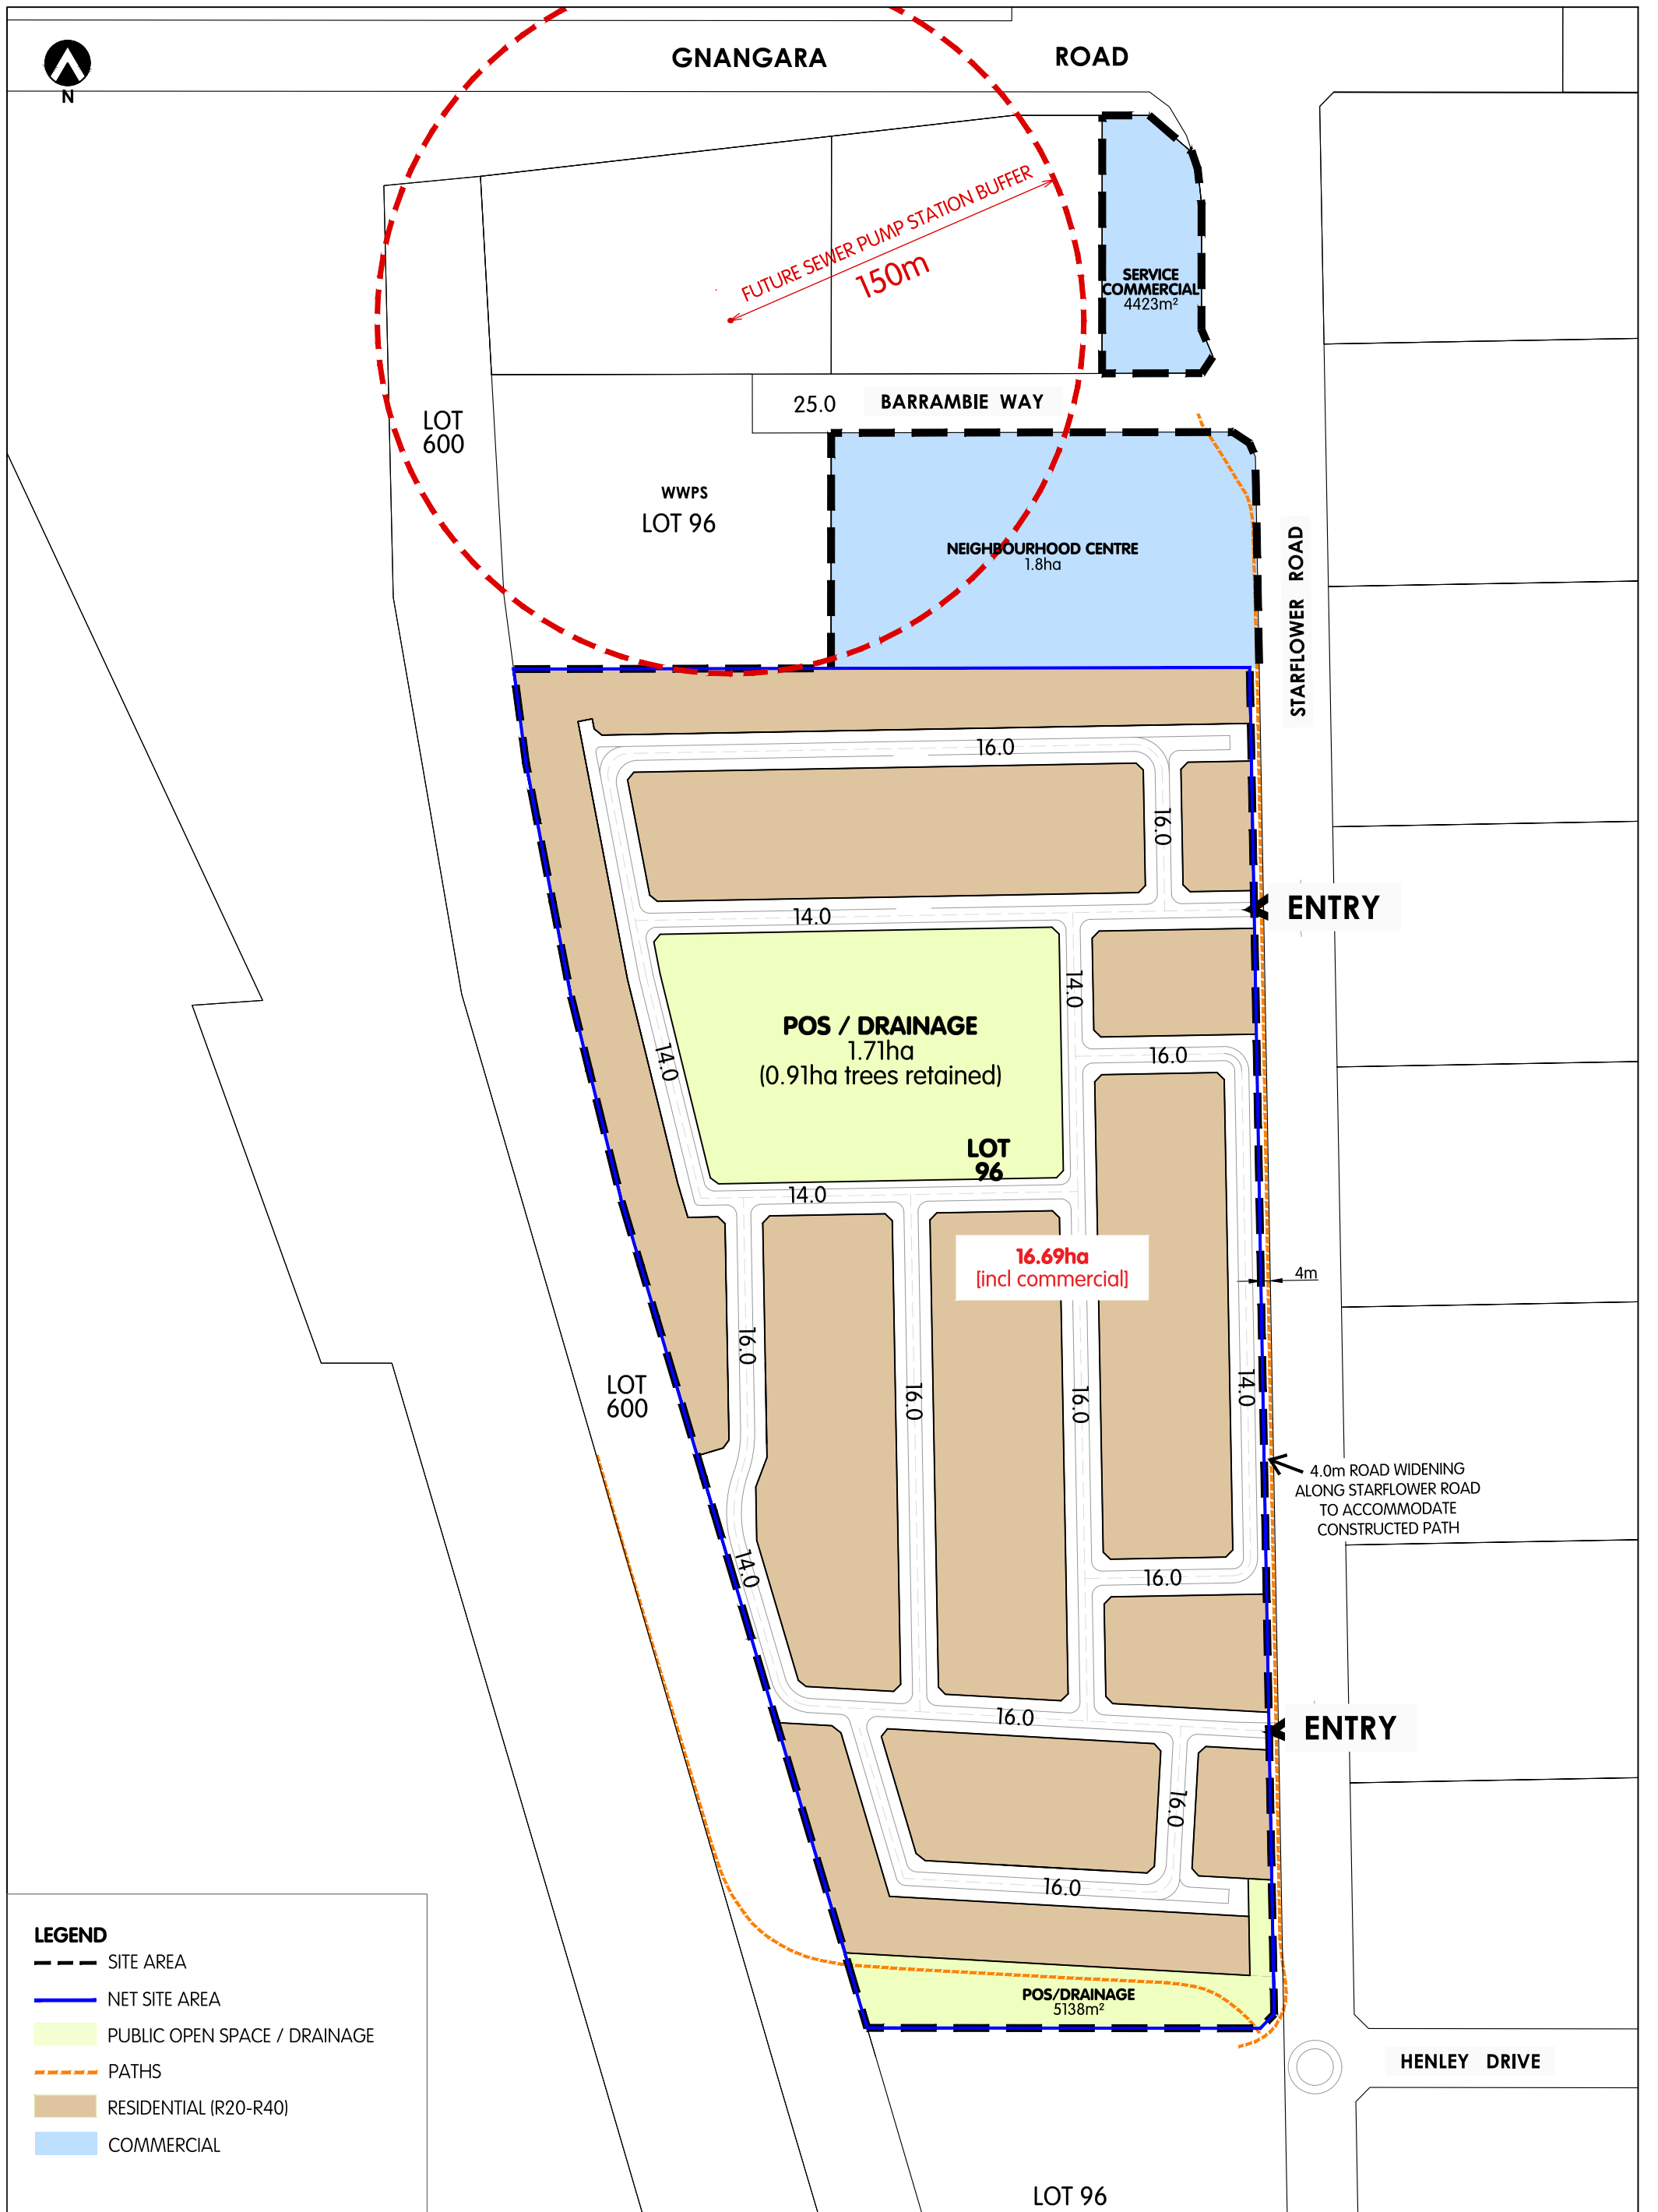 GNANGARA ROAD
N
FUTURE SEWER PUMP STATION BUFFER
150m
SERVICE
COMMERCIAL
4423m²
25.0 BARRAMBIE WAY
LOT
600
WWPS
LOT 96
NEIGHBOURHOOD CENTRE
1.8ha
STARFLOWER ROAD
16.0
16.0
14.0
ENTRY
14.0
POS / DRAINAGE
1.71ha
(0.91ha trees retained)
14.0
16.0
LOT
96
14.0
16.69ha
[incl commercial]
4m
16.0
LOT
600
16.0
16.0
14.0
4.0m ROAD WIDENING
ALONG STARFLOWER ROAD
TO ACCOMMODATE
CONSTRUCTED PATH
14.0
16.0
16.0
ENTRY
16.0
16.0
LEGEND
SITE AREA
NET SITE AREA
PUBLIC OPEN SPACE / DRAINAGE
PATHS
RESIDENTIAL (R20-R40)
COMMERCIAL
POS/DRAINAGE
5138m²
HENLEY DRIVE
LOT 96